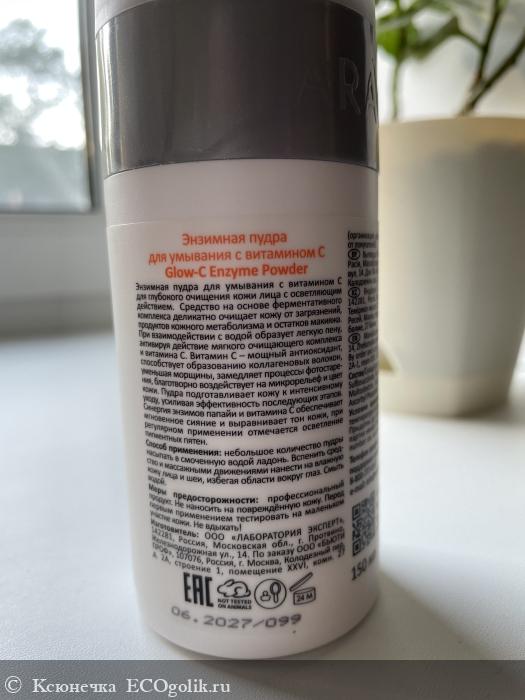 ARA
Энзимная пудра
для умывания с витамином С
Glow-C Enzyme Powder
Энзимная пудра для умывания с витамином С
для глубокого очищения кожи лица с осветляющим
действием. Средство на основе ферментативного
комплекса деликатно очищает кожу от загрязнений,
продуктов кожного метаболизма и остатков макияжа.
При взаимодействии с водой образует легкую пену,
активируя действие мягкого очищающего комплекса
и витамина С. Витамин С – мощный антиоксидант,
способствует образованию коллагеновых волокон,
уменьшая морщины, замедляет процессы фотостаре-
ния, благотворно воздействует на микрорельеф и цвет
кожи. Пудра подготавливает кожу к интенсивному
уходу, усиливая эффективность последующих этапов.
Синергия энзимов папайи и витамина С обеспечивает
мгновенное сияние и выравнивает тон кожи, при
регулярном применении отмечается осветление
пигментных пятен.
Способ применения: небольшое количество пудры
насыпать в смоченную водой ладонь. Вспенить сред-
ство и массажными движениями нанести на влажную
кожу лица и шеи, избегая области вокруг глаз. Смыть
водой.
Меры предосторожности: профессиональный
продукт. Не наносить на повреждённую кожу. Перед
первым применением тестировать на маленьком
участке кожи. Не вдыхать!
Изготовитель: ООО «ЛАБОРАТОРИЯ ЭКСПЕРТ»,
142281, Россия, Московская обл., г. Протвино,
Железнодорожная ул., 14. По заказу ООО «БЬЮТИ
ПРОФ», 107076, Россия, г. Москва, Колодезный пер.,
д. 2А, строение 1, помещение XXVI, комн. 27
EAC
NOT TESTED
ON ANIMALS
24 M
06.2027/099
150 мл
© Ксюнечка ECOgolik.ru